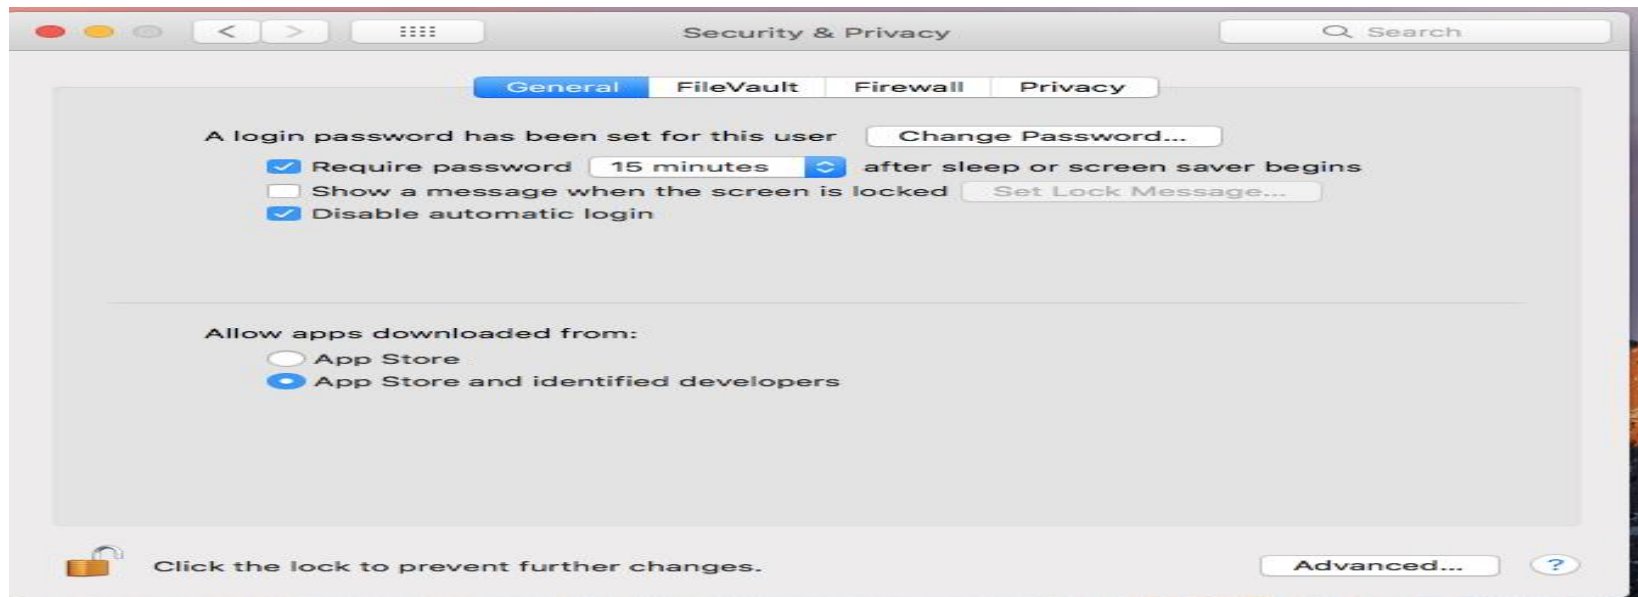 Security & Privacy Search
General FileVault Firewall Privacy
A login password has been set for this user Change Password...
Require password 15 minutes after sleep or screen saver begins
Show a message when the screen is locked Set Lock Message...
Disable automatic login
Allow apps downloaded from:
App Store
App Store and identified developers
Click the lock to prevent further changes. Advanced... ?